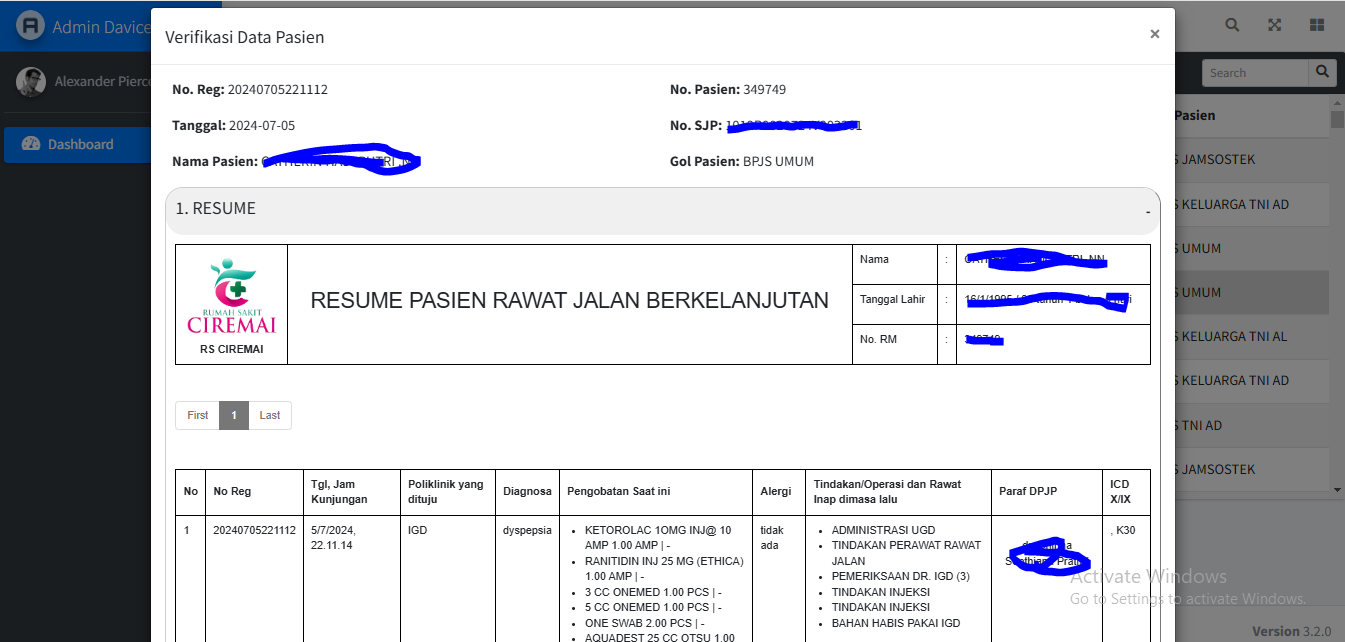 Admin Davice
Verifikasi Data Pasien
×
Alexander Pierce
Search
No. Reg: 20240705221112
No. Pasien: 349749
Pasien
Tanggal: 2024-07-05
No. SJP:
Dashboard
Nama Pasien:
Gol Pasien: BPJS UMUM
JAMSOSTEK
KELUARGA TNI AD
UMUM
UMUM
KELUARGA TNI AL
KELUARGA TNI AD
TNI AD
JAMSOSTEK
1. RESUME
-
RUMAH SAKIT
CIREMAI
RS CIREMAI
RESUME PASIEN RAWAT JALAN BERKELANJUTAN
Nama :
Tanggal Lahir :
No. RM :
First 1 Last
No
No Reg
Tgl, Jam
Kunjungan
Poliklinik yang
dituju
Diagnosa
Pengobatan Saat ini
Alergi
Tindakan/Operasi dan Rawat
Inap dimasa lalu
Paraf DPJP
ICD
X/IX
1
20240705221112
5/7/2024,
22.11.14
IGD
dyspepsia
• KETOROLAC 1OMG INJ@ 10
AMP 1.00 AMP | -
• RANITIDIN INJ 25 MG (ETHICA)
1.00 AMP | -
• 3 CC ONEMED 1.00 PCS | -
• 5 CC ONEMED 1.00 PCS | -
• ONE SWAB 2.00 PCS | -
• AQUADEST 25 CC OTSU 1.00
tidak
ada
• ADMINISTRASI UGD
• TINDAKAN PERAWAT RAWAT
JALAN
• PEMERIKSAAN DR. IGD (3)
• TINDAKAN INJEKSI
• TINDAKAN INJEKSI
• BAHAN HABIS PAKAI IGD
, K30
Activate Windows
Go to Settings to activate Windows.
Version 3.2.0